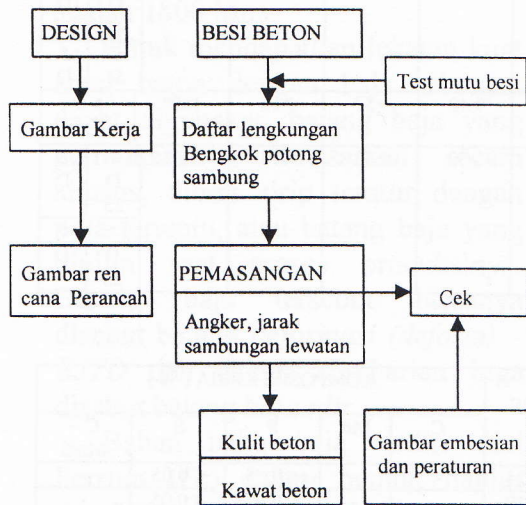 DESIGN
BESI BETON
Test mutu besi
Gambar Kerja
Daftar lengkungan
Bengkok potong
sambung
Gambar ren
cana Perancah
PEMASANGAN
Angker, jarak
sambungan lewatan
Cek
Kulit beton
Kawat beton
Gambar embesian
dan peraturan